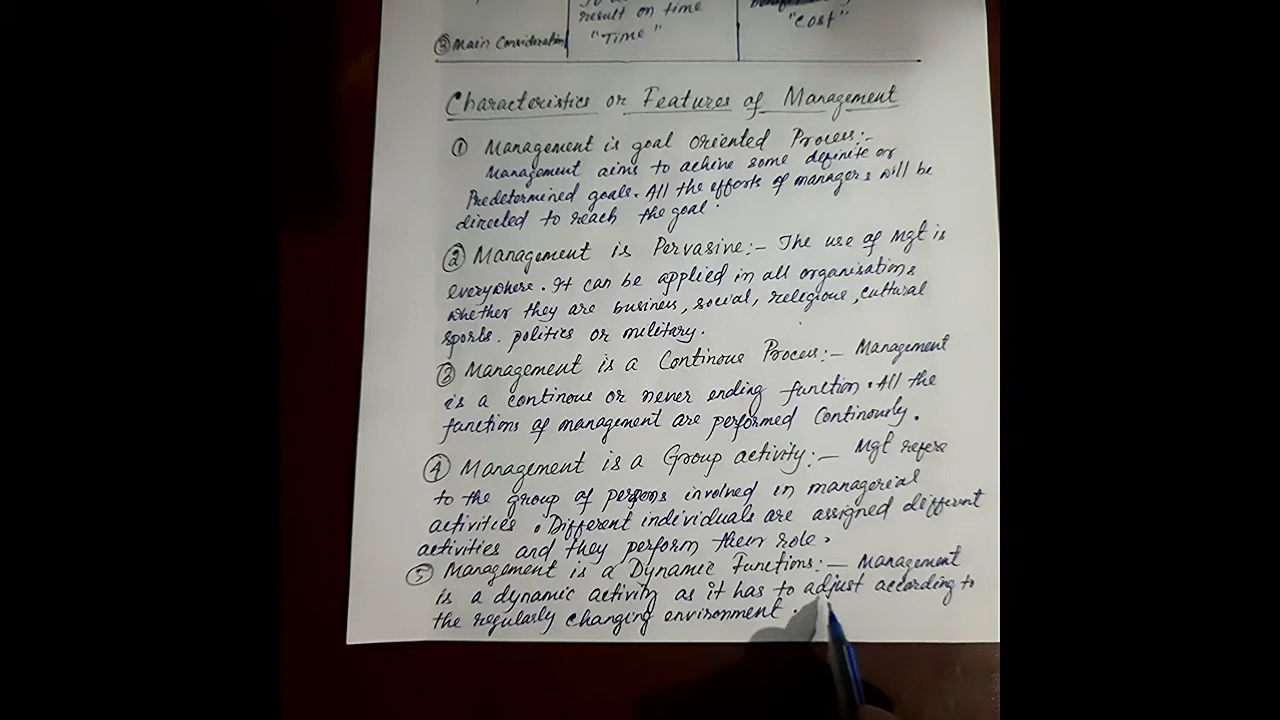 result on time
"Cost"
③ Main Consideration
"Time"
Characteristics or Features of Management
① Management is goal oriented Process:-
Management aims to achive some definite or
Predetermined goals. All the efforts of managers will be
directed to reach the goal.
② Management is Pervasive:- The use of Mgt is
everywhere. It can be applied in all organisations
whether they are business, social, religious, cultural
sports. politics or military.
③ Management is a Continous Process:- Management
is a continous or never ending function. All the
functions of management are performed Continously.
④ Management is a Group activity:- Mgt refers
to the group of persons involved in managerial
activities. Different individuals are assigned different
activities and they perform their role.
⑤ Management is a Dynamic Functions:- Management
is a dynamic activity as it has to adjust according to
the regularly changing environment.